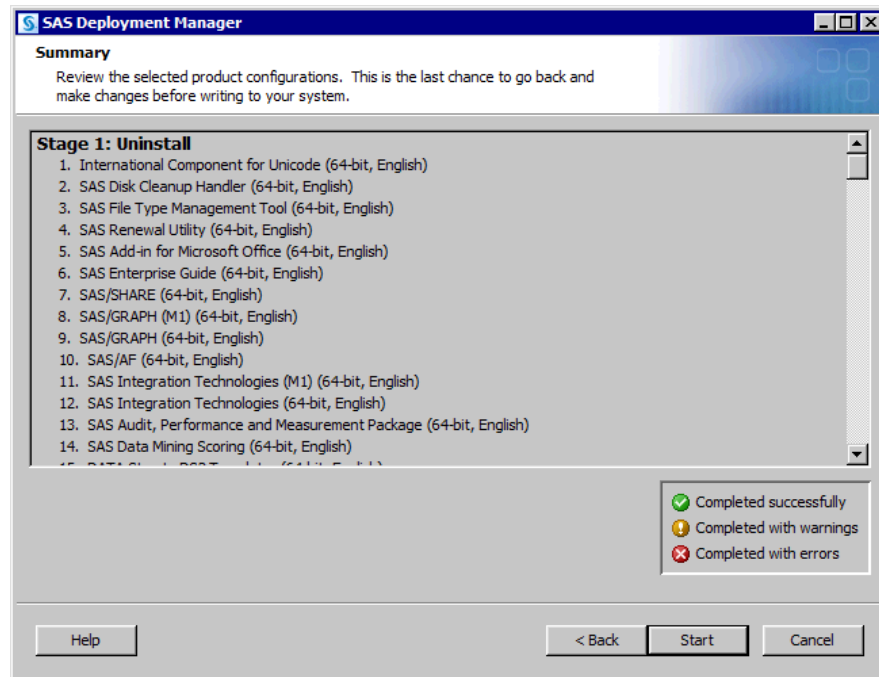 SAS Deployment Manager
Summary
Review the selected product configurations. This is the last chance to go back and
make changes before writing to your system.
Stage 1: Uninstall
1. International Component for Unicode (64-bit, English)
2. SAS Disk Cleanup Handler (64-bit, English)
3. SAS File Type Management Tool (64-bit, English)
4. SAS Renewal Utility (64-bit, English)
5. SAS Add-in for Microsoft Office (64-bit, English)
6. SAS Enterprise Guide (64-bit, English)
7. SAS/SHARE (64-bit, English)
8. SAS/GRAPH (M1) (64-bit, English)
9. SAS/GRAPH (64-bit, English)
10. SAS/AF (64-bit, English)
11. SAS Integration Technologies (M1) (64-bit, English)
12. SAS Integration Technologies (64-bit, English)
13. SAS Audit, Performance and Measurement Package (64-bit, English)
14. SAS Data Mining Scoring (64-bit, English)
Completed successfully
Completed with warnings
Completed with errors
Help
< Back
Start
Cancel